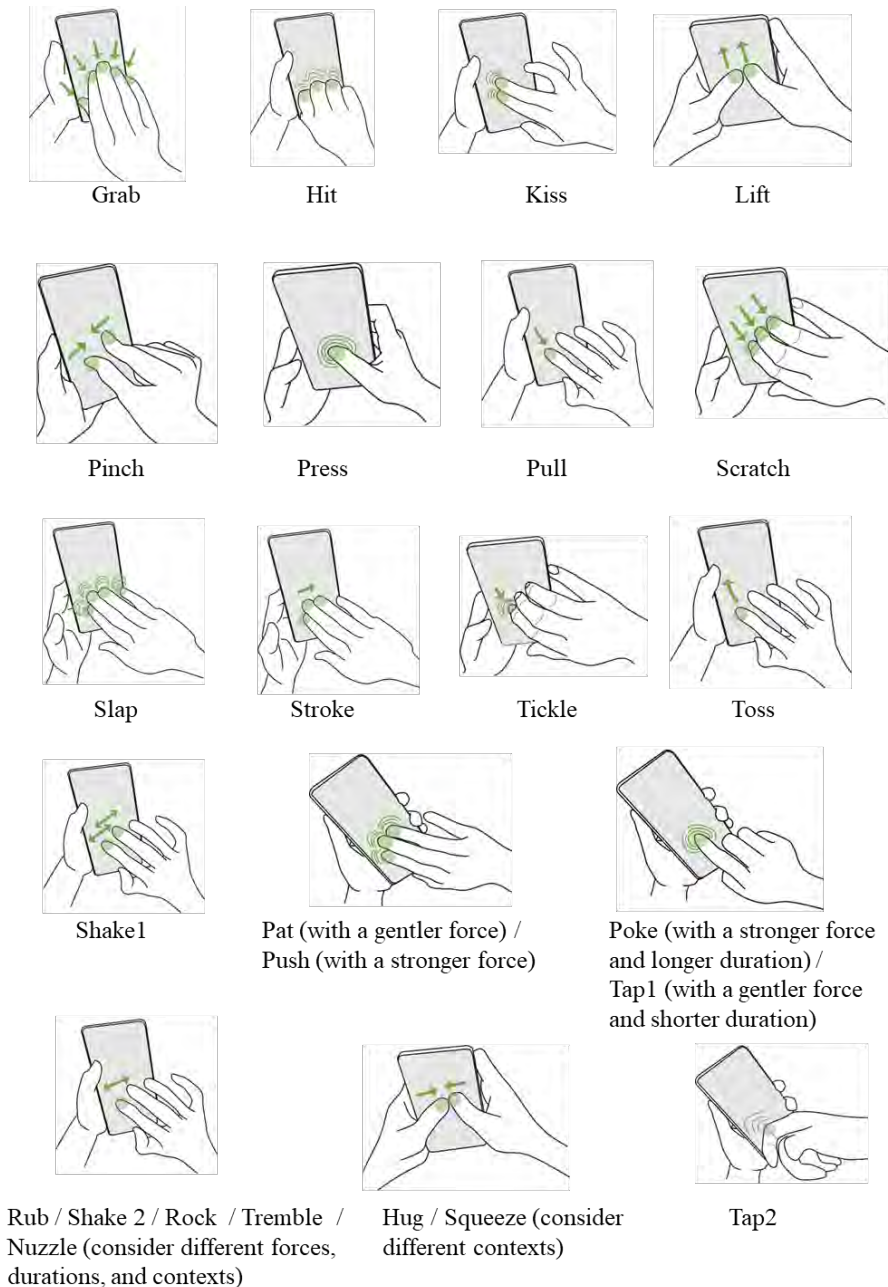 Grab
Hit
Kiss
Lift
Pinch
Press
Pull
Scratch
Slap
Stroke
Tickle
Toss
Shake1
Pat (with a gentler force) /
Push (with a stronger force)
Poke (with a stronger force
and longer duration) /
Tap1 (with a gentler force
and shorter duration)
Rub / Shake 2 / Rock / Tremble /
Nuzzle (consider different forces,
durations, and contexts)
Hug / Squeeze (consider
different contexts)
Tap2